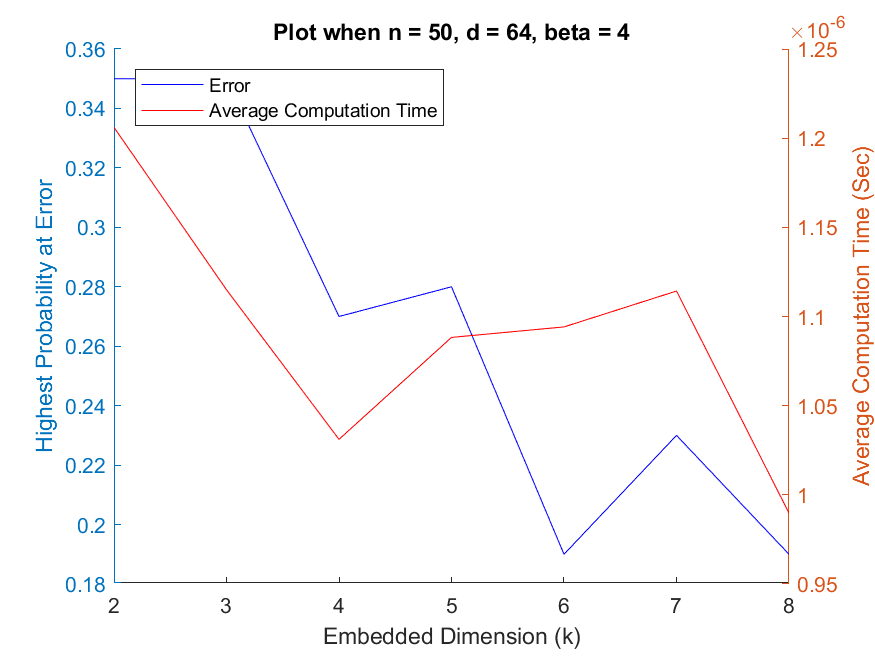 Plot when n = 50, d = 64, beta = 4
×10-6
Error
Average Computation Time
Highest Probability at Error
0.36
0.34
0.32
0.3
0.28
0.26
0.24
0.22
0.2
0.18
1.25
1.2
1.15
1.1
1.05
1
0.95
Average Computation Time (Sec)
2 3 4 5 6 7 8
Embedded Dimension (k)